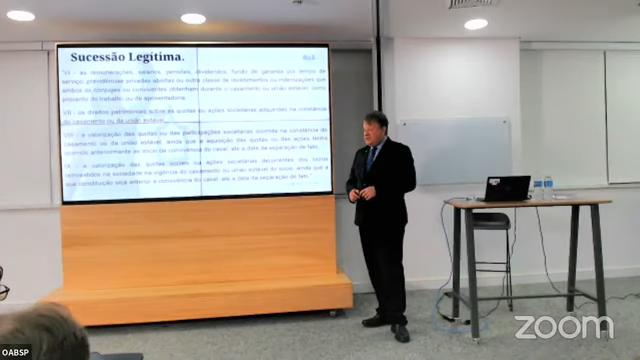 Sucessão Legítima.
"VI - as remunerações, salários, pensões, dividendos, fundo de garantia por tempo de
serviço, previdências privadas abertas ou outra classe de investimentos ou indenizações que
ambos os cônjuges ou conviventes obtenham durante o casamento ou união estável, como
provento do trabalho ou de aposentadoria;
VII - os direitos patrimoniais sobre as quotas ou ações societárias adquiridas na constância
do casamento ou da união estável;
VIII - a valorização das quotas ou das participações societárias ocorrida na constância do
casamento ou da união estável, ainda que a aquisição das quotas ou das ações tenha
ocorrido anteriormente ao início da convivência do casal, até a data da separação de fato;
IX - a valorização das quotas sociais ou ações societárias decorrentes dos lucros
reinvestidos na sociedade na vigência do casamento ou união estável do sócio, ainda que a
sua constituição seja anterior à convivência do casal, até a data da separação de fato."
zoom
OABSP